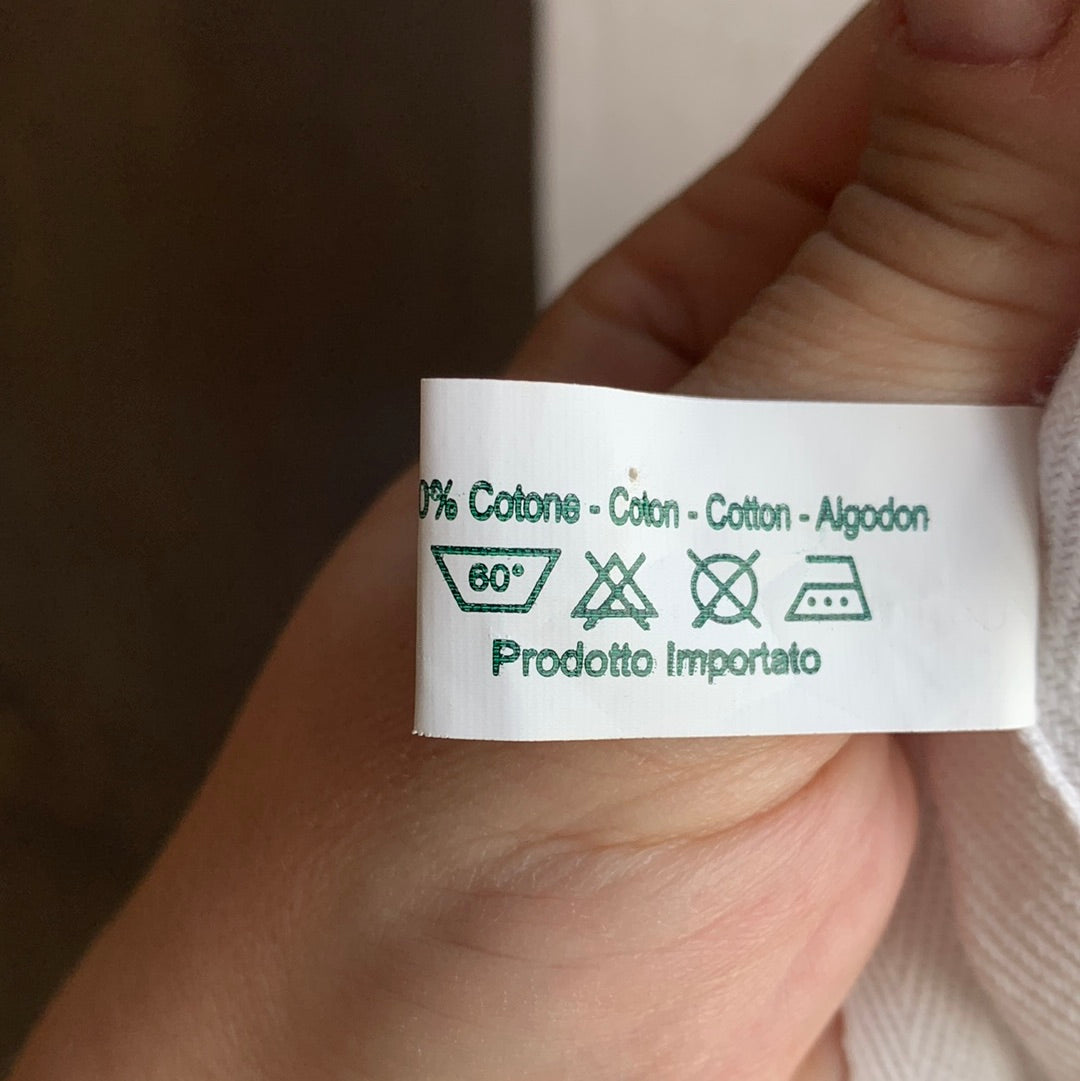 0% Cotone - Coton - Cotton - Algodon
60°
Prodotto Importato